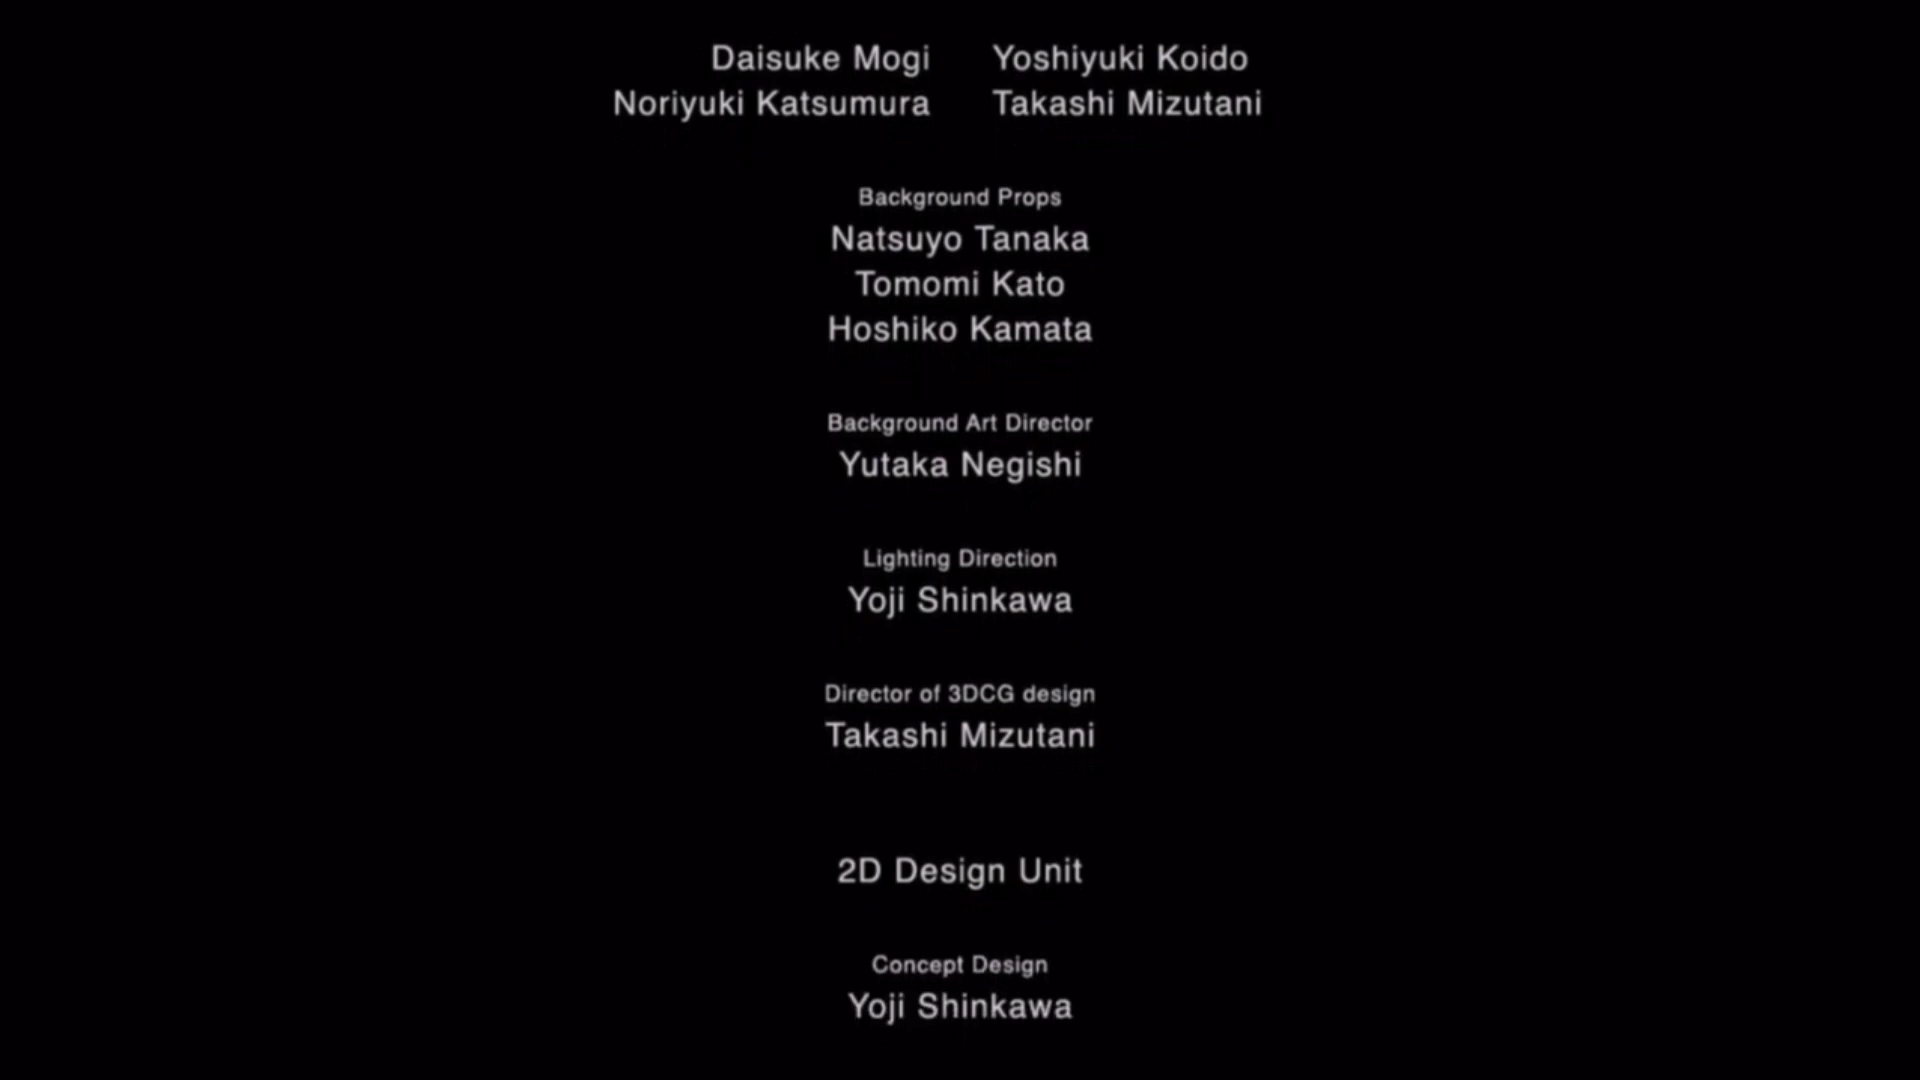 Daisuke Mogi Yoshiyuki Koido
Noriyuki Katsumura Takashi Mizutani
Background Props
Natsuyo Tanaka
Tomomi Kato
Hoshiko Kamata
Background Art Director
Yutaka Negishi
Lighting Direction
Yoji Shinkawa
Director of 3DCG design
Takashi Mizutani
2D Design Unit
Concept Design
Yoji Shinkawa